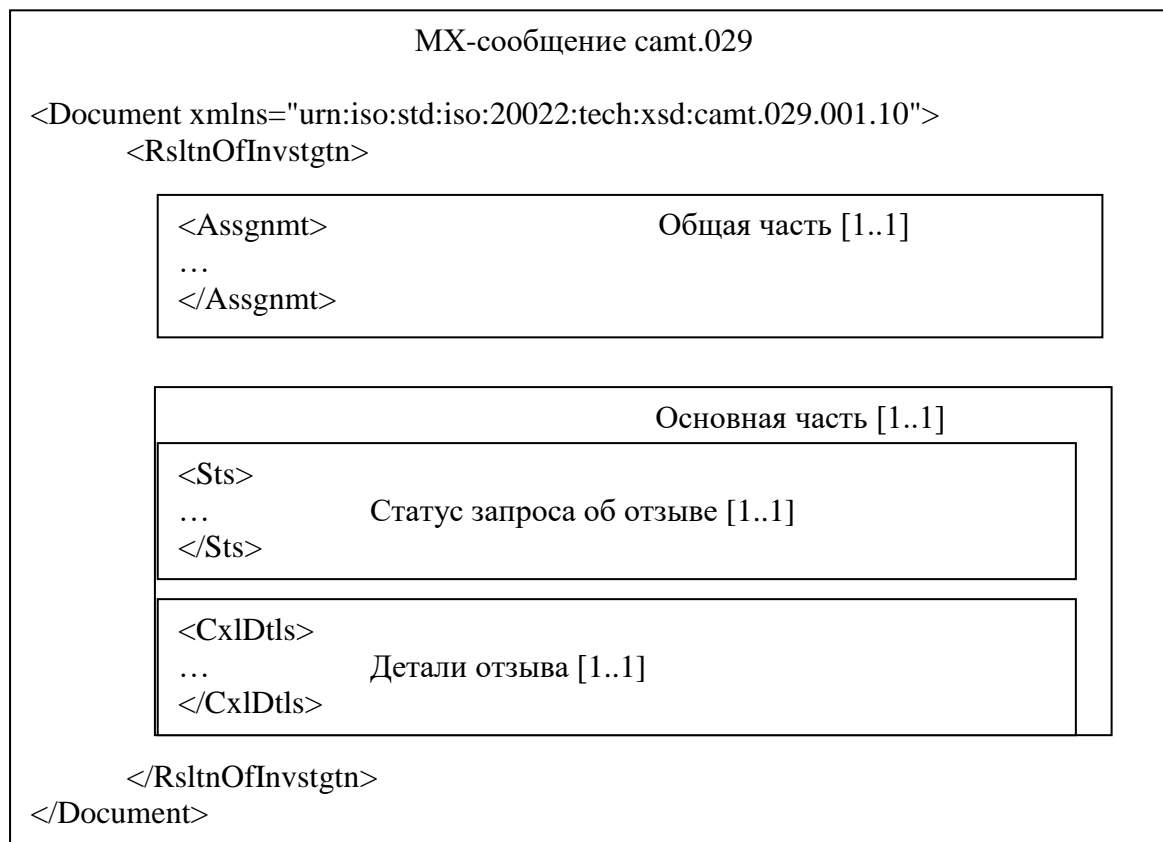 МХ-сообщение camt.029
<Document xmlns="urn:iso:std:iso:20022:tech:xsd:camt.029.001.10">
<RsltnOfInvstgtn>
<Assgnmt> Общая часть [1..1]
…
</Assgnmt>
Основная часть [1..1]
<Sts>
… Статус запроса об отзыве [1..1]
</Sts>
<CxlDtls>
… Детали отзыва [1..1]
</CxlDtls>
</RsltnOfInvstgtn>
</Document>